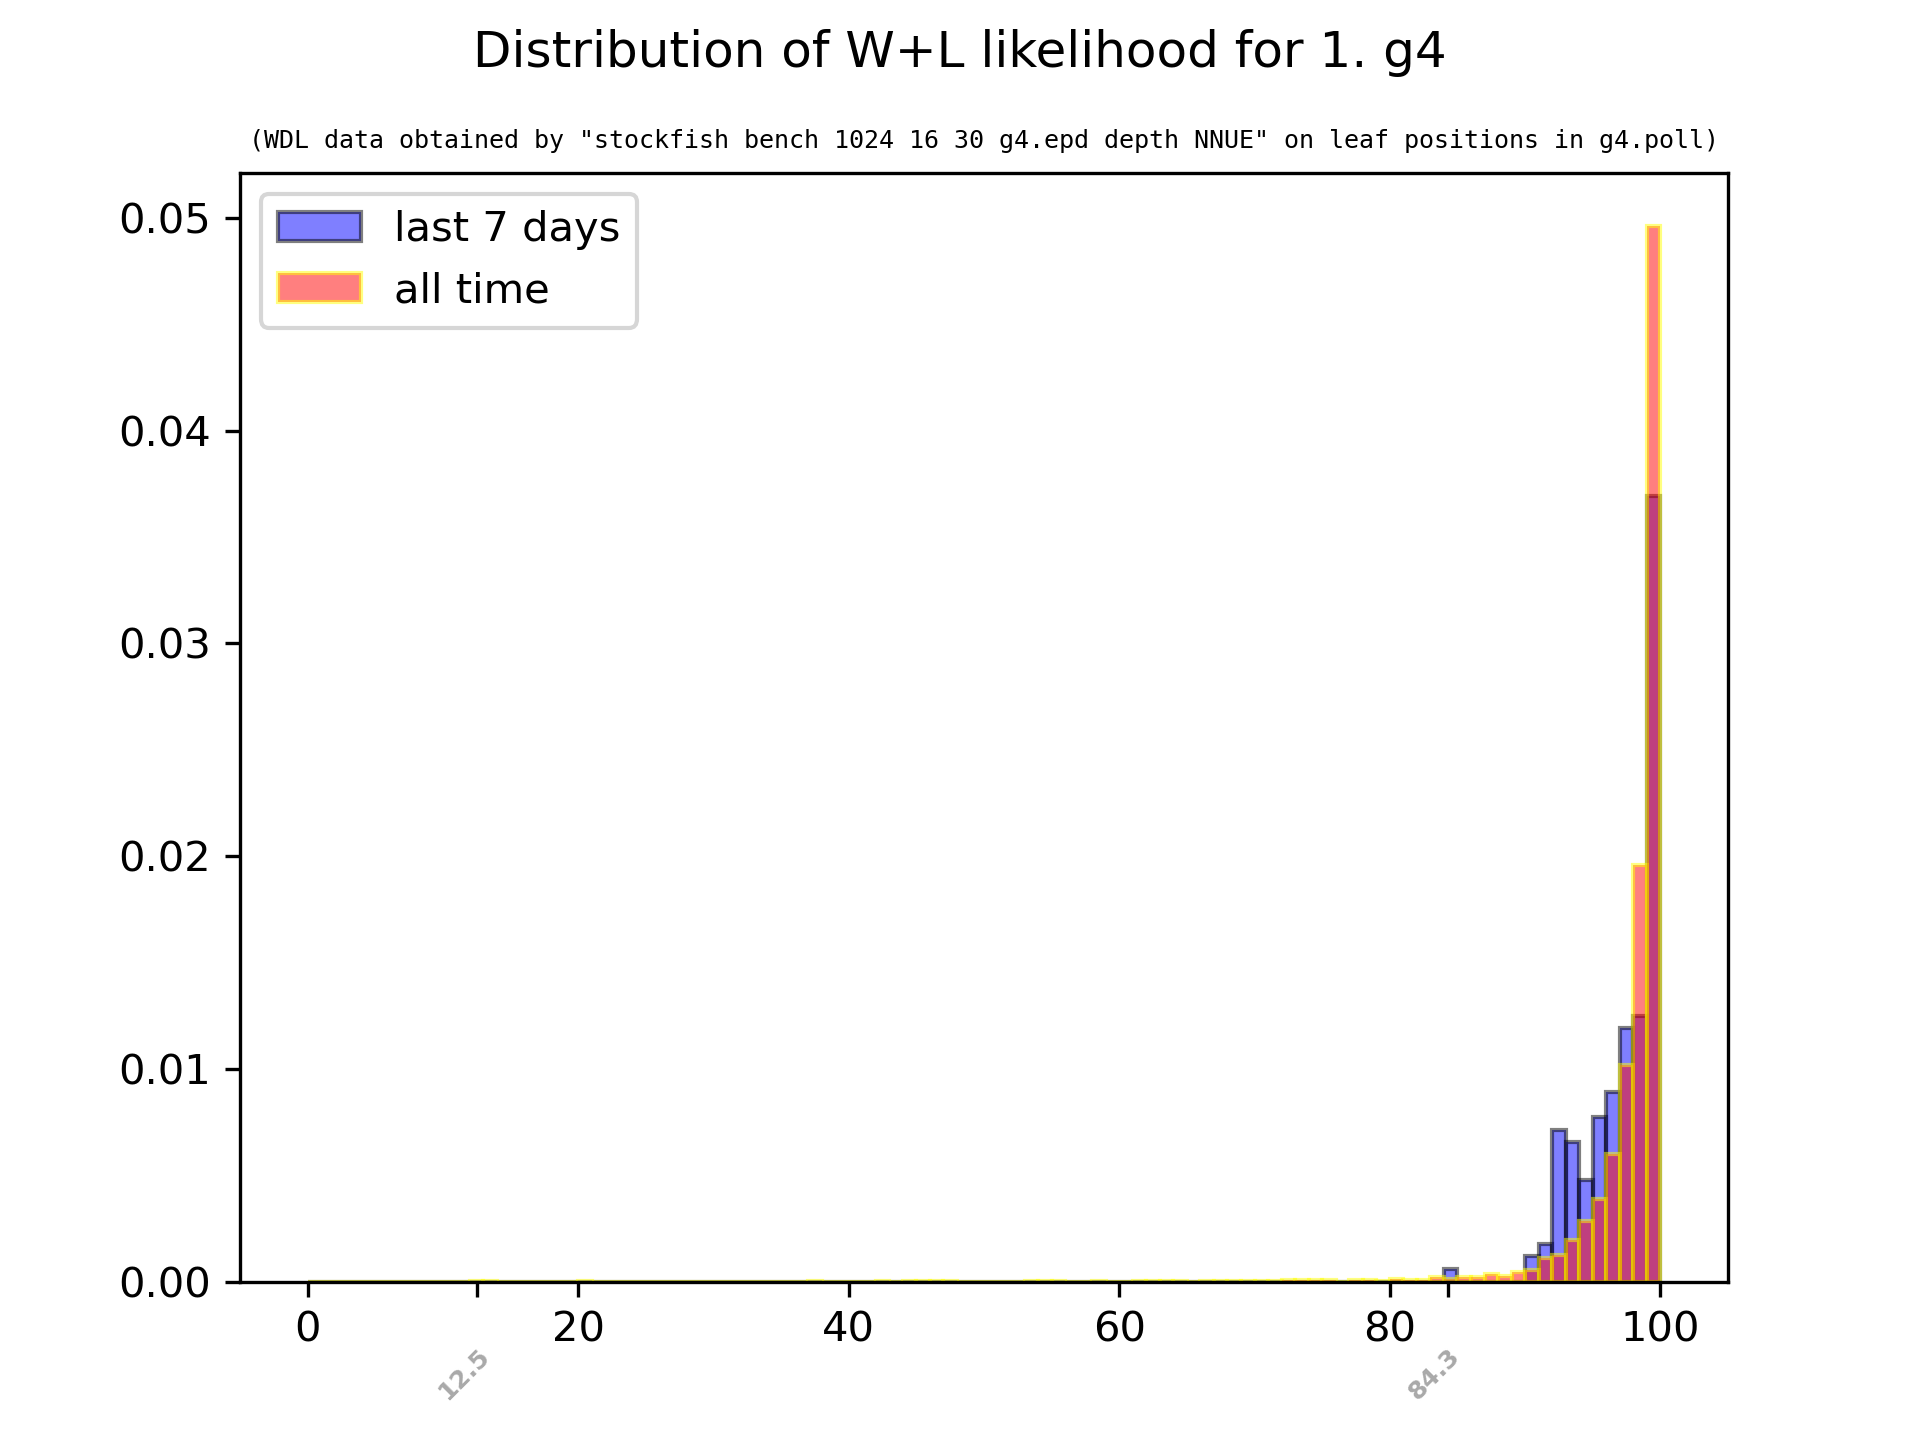 Distribution of W+L likelihood for 1. g4
(WDL data obtained by "stockfish bench 1024 16 30 g4.epd depth NNUE" on leaf positions in g4.poll)
last 7 days
all time
0.05
0.04
0.03
0.02
0.01
0.00
0 20 40 60 80 100
12.5 84.3